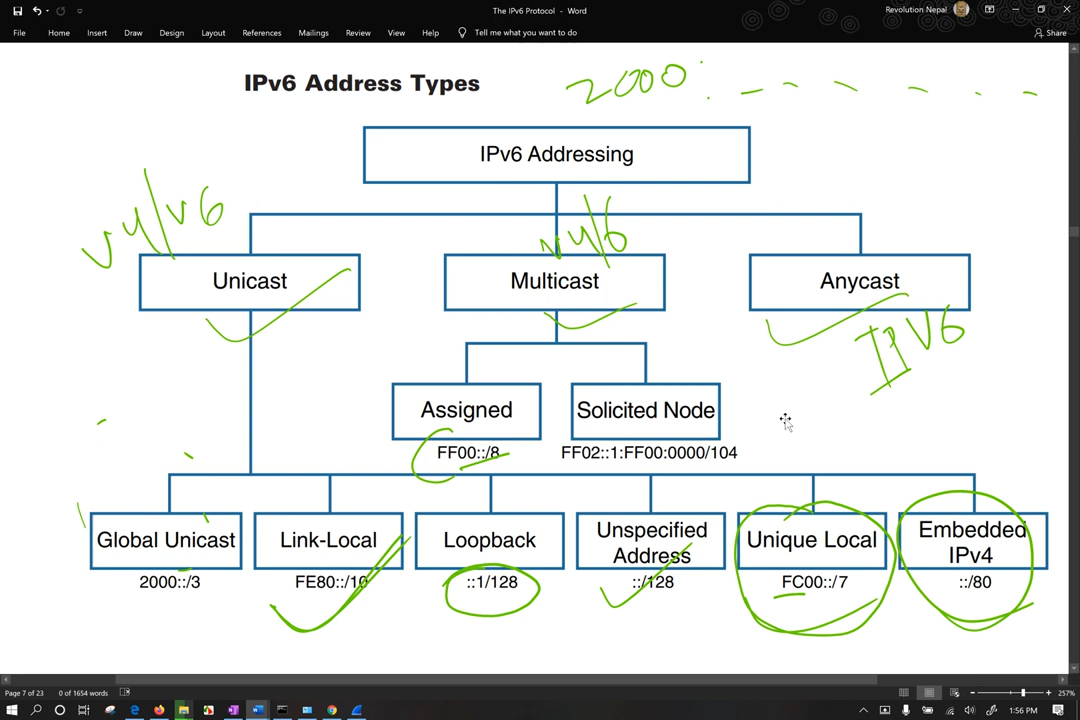 The IPv6 Protocol - Word
Revolution Nepal
File Home Insert Draw Design Layout References Mailings Review View Help Tell me what you want to do
Share
IPv6 Address Types
2000:
IPv6 Addressing
v4/v6
v4/6
Unicast
Multicast
Anycast
IPV6
Assigned
Solicited Node
FF00::/8
FF02::1:FF00:0000/104
Global Unicast
Link-Local
Loopback
Unspecified
Address
Unique Local
Embedded
IPv4
2000::/3
FE80::/10
::1/128
::/128
FC00::/7
::/80
Page 7 of 23 0 of 1654 words
257%
1:56 PM